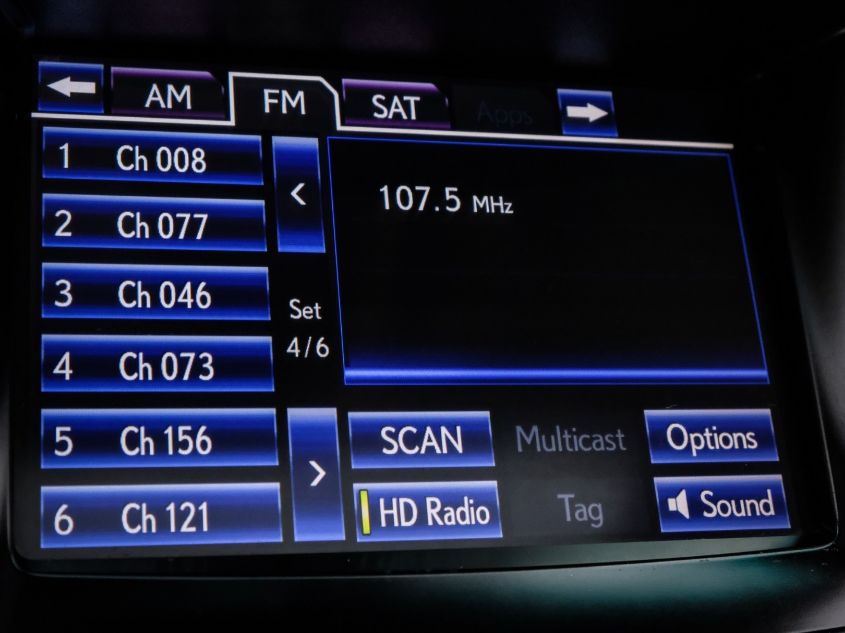 AM FM SAT Apps
1 Ch 008
2 Ch 077
3 Ch 046
4 Ch 073
5 Ch 156
6 Ch 121
<
Set
4/6
>
107.5 MHz
SCAN Multicast Options
HD Radio Tag Sound